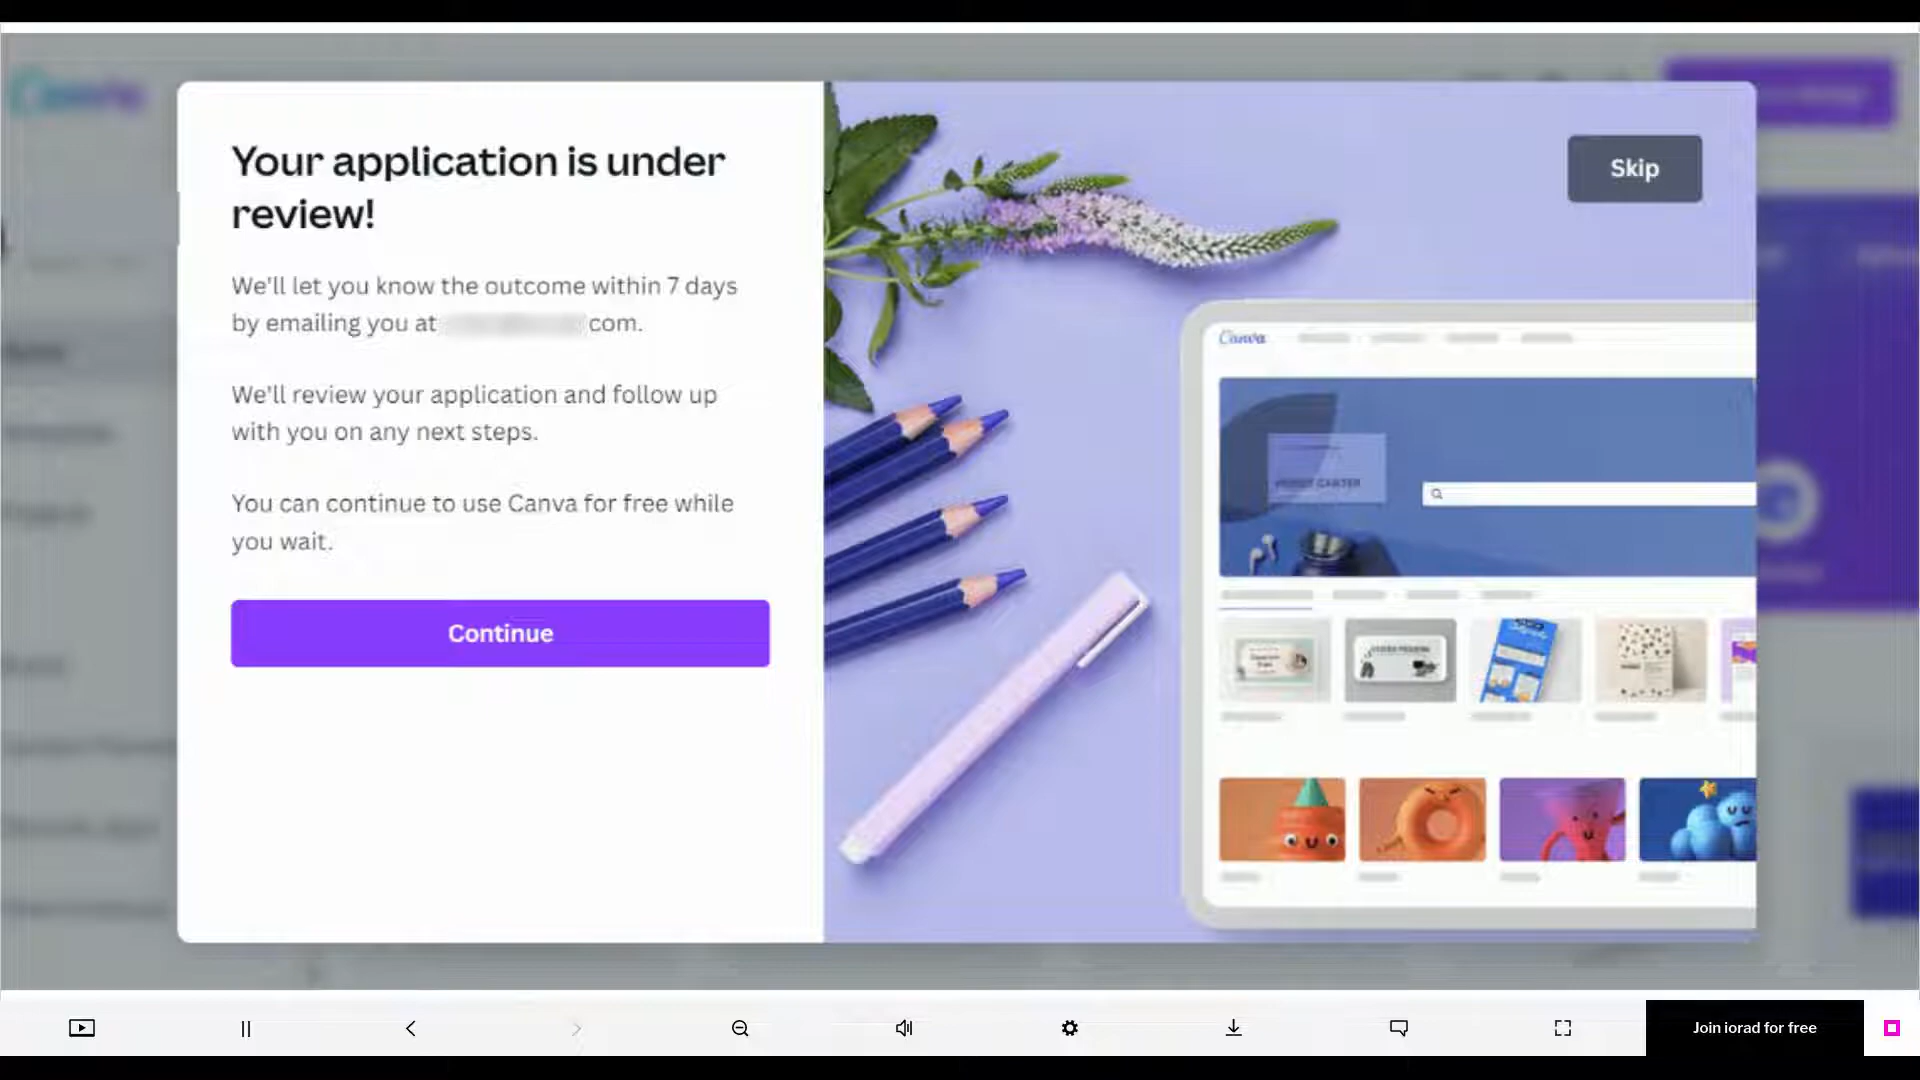 Your application is under
review!
Skip
We'll let you know the outcome within 7 days
by emailing you at com.
Canva
We'll review your application and follow up
with you on any next steps.
You can continue to use Canva for free while
you wait.
Continue
Join iorad for free